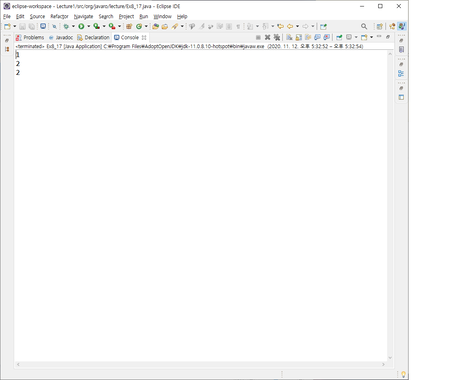 eclipse-workspace - Lecture1/src/org/javaro/lecture/Ex8_17.java - Eclipse IDE
File Edit Source Refactor Navigate Search Project Run Window Help
Problems Javadoc Declaration Console
<terminated> Ex8_17 [Java Application] C:₩Program Files₩AdoptOpenJDK₩jdk-11.0.8.10-hotspot₩bin₩javaw.exe (2020. 11. 12. 오후 5:32:52 – 오후 5:32:54)
1
2
2